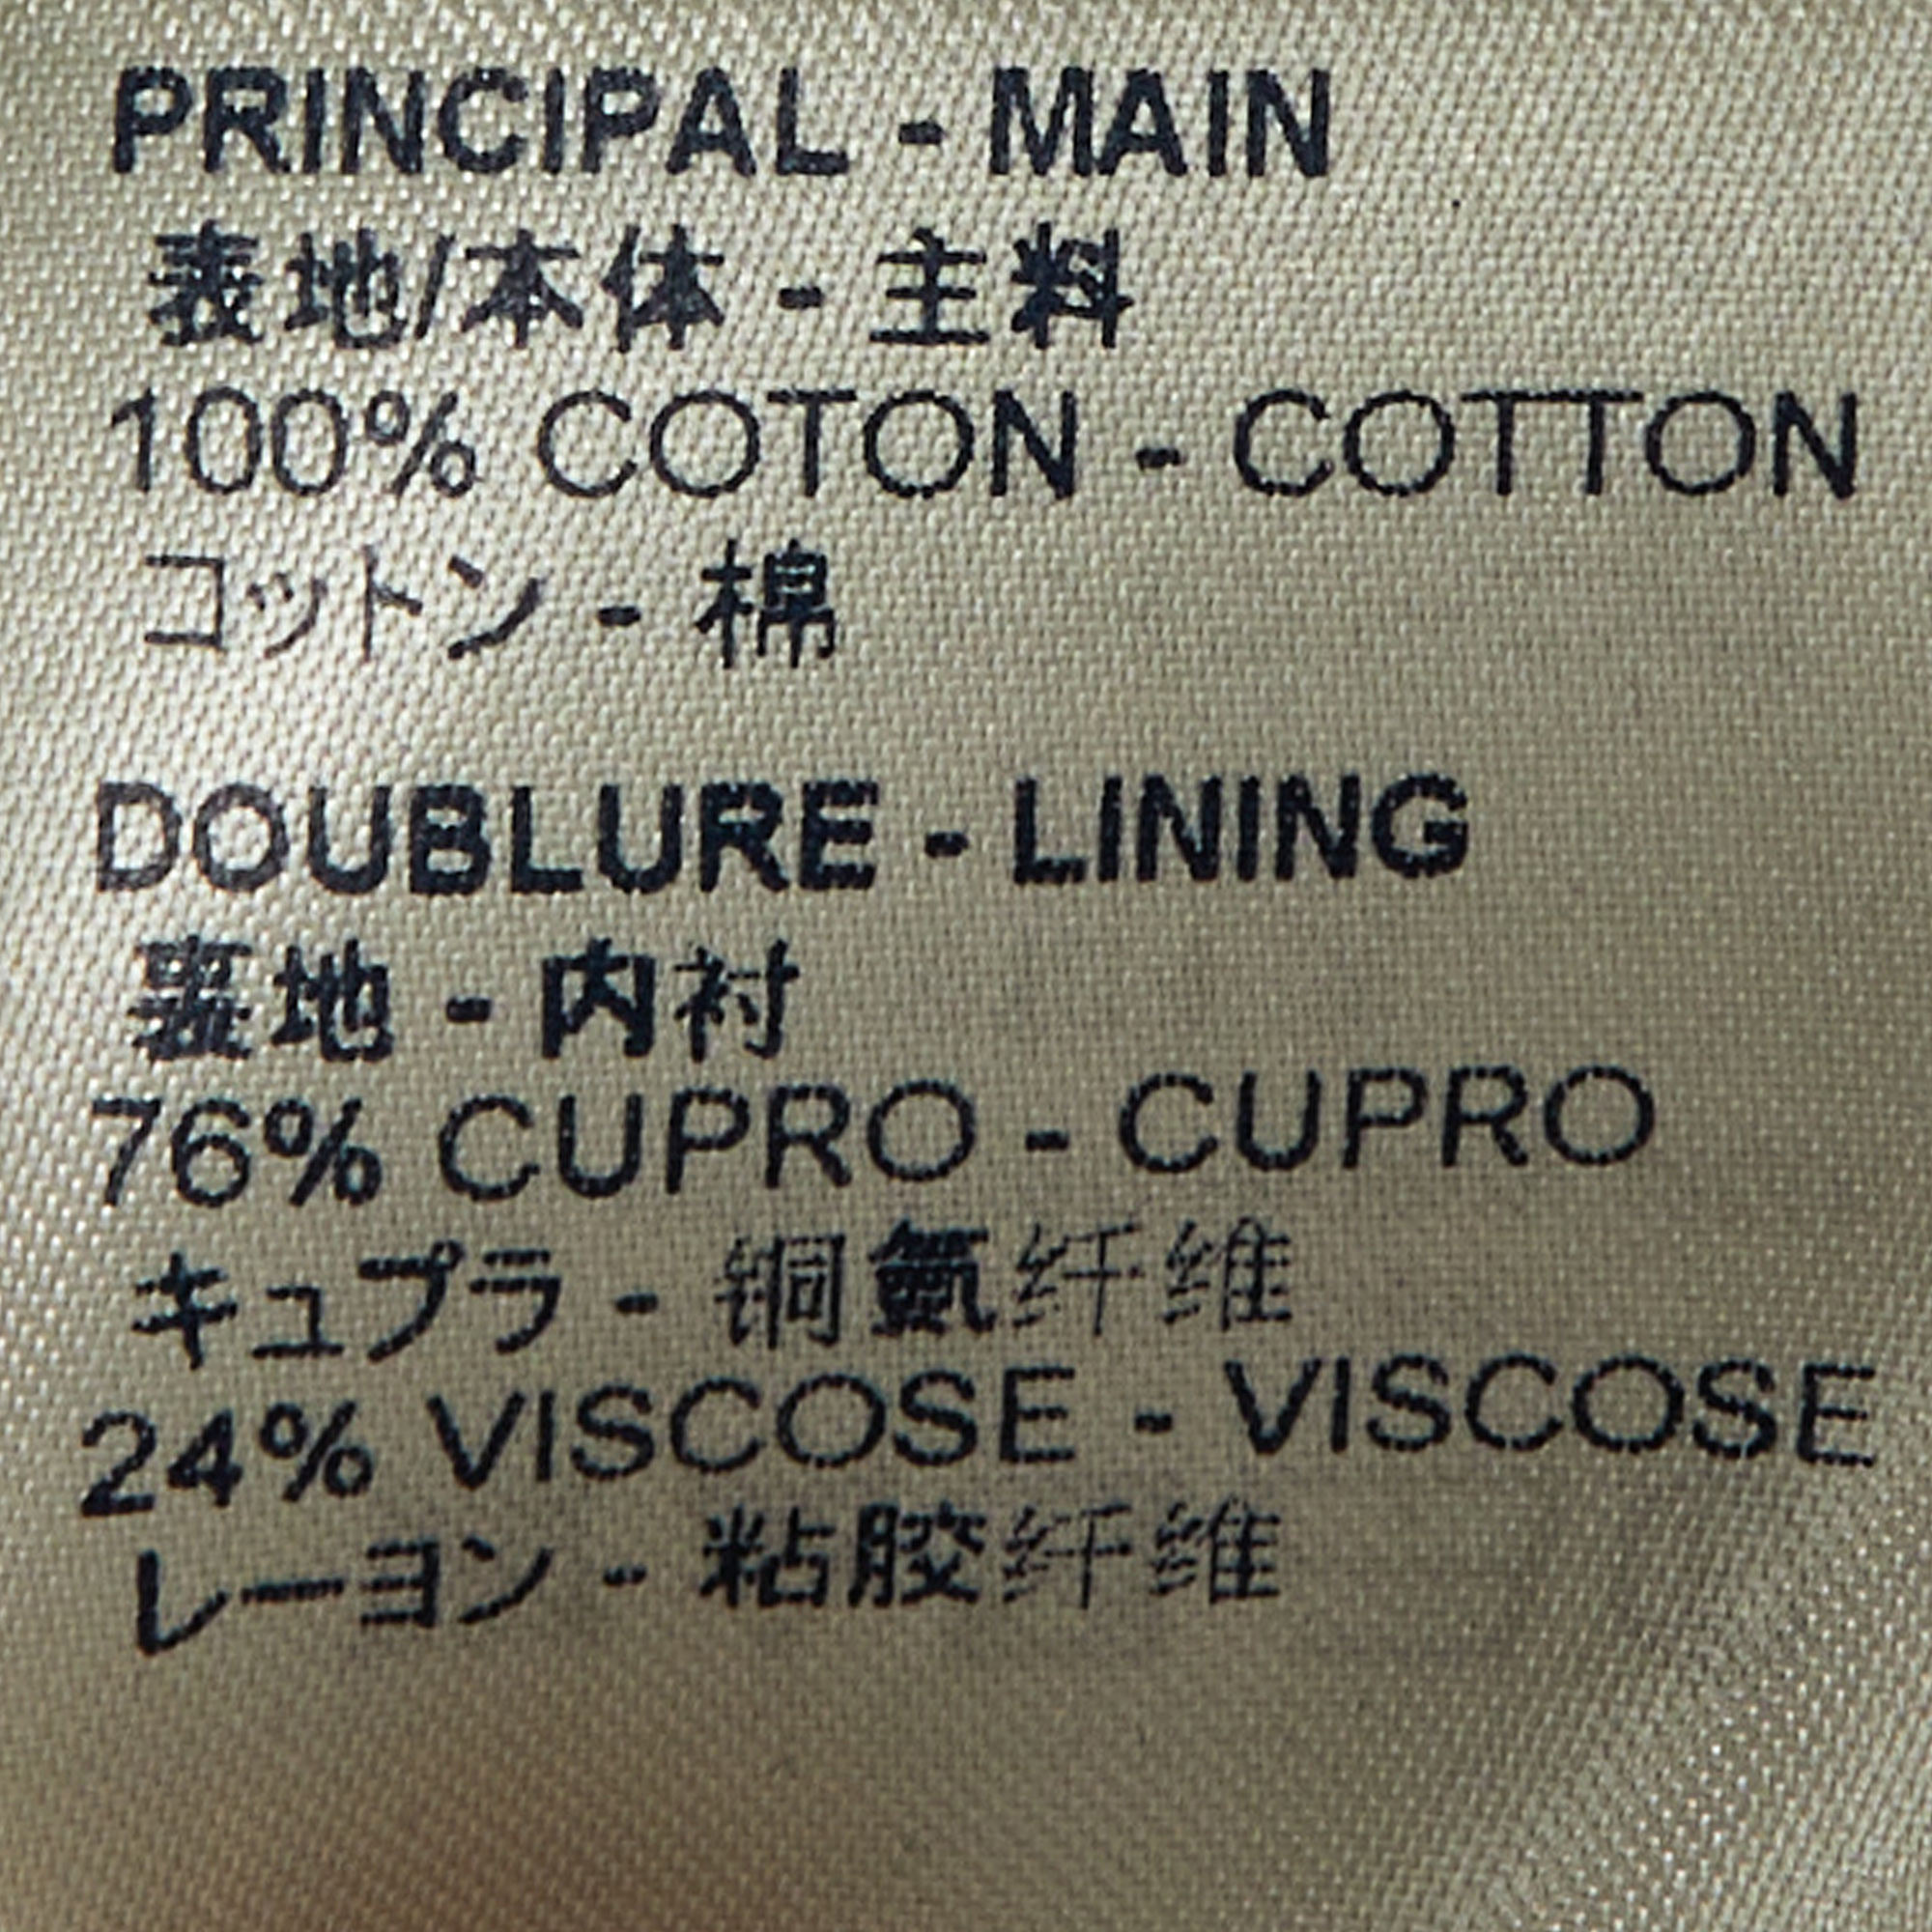 PRINCIPAL - MAIN
表地/本体 - 主料
100% COTON - COTTON
コットン - 棉
DOUBLURE - LINING
裏地 - 内衬
76% CUPRO - CUPRO
キュプラ - 铜氨纤维
24% VISCOSE - VISCOSE
レーヨン - 粘胶纤维